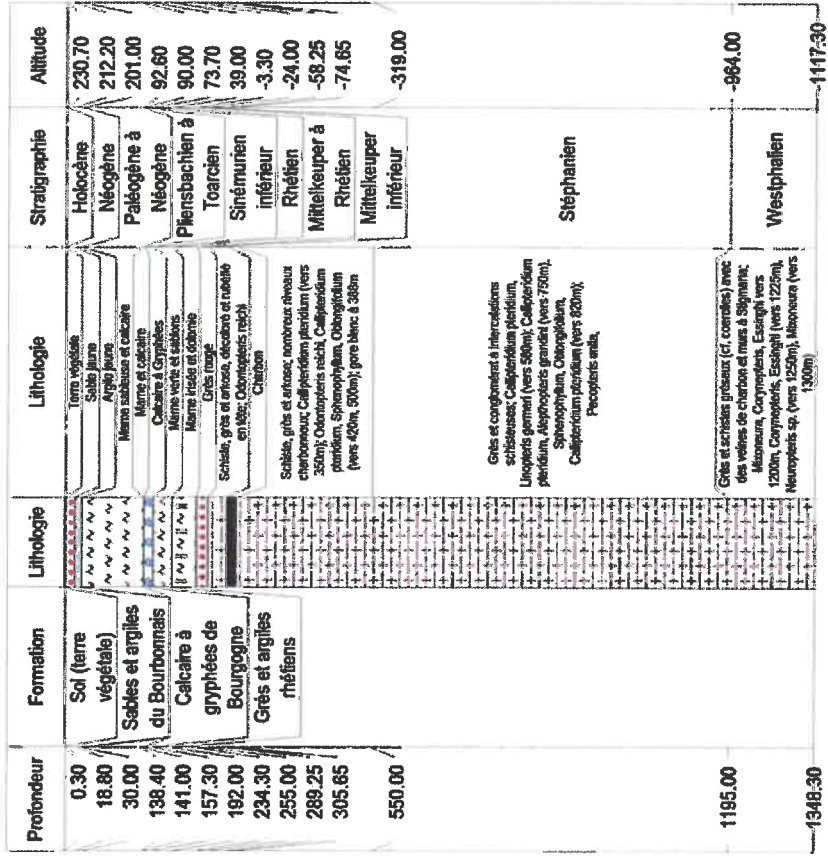 Profondeur
0.30
18.80
30.00
138.40
141.00
157.30
192.00
234.30
255.00
289.25
305.65
550.00
1195.00
1348.30
Formation
Sol (terre
végétale)
Sables et argiles
du Bourbonnais
Calcaire à
gryphées de
Bourgogne
Grès et argiles
rhétiens
Lithologie
Lithologie
Terre végétale
Sable jaune
Argile jaune
Marne sableuse et calcaire
Marne et calcaire
Calcaire à Gryphées
Marne verte et sablons
Marne irisée et dolomie
Grès rouge
Schiste, grès et arkose, décoloré et rubéfié
en tête; Odontopteris reichi
Charbon
Schiste, grès et arkose; nombreux niveaux
charbonneux; Callipteridium pteridium (vers
350m); Odontopteris reichi, Callipteridium
pteridium, Sphenophyllum, Oblongifolium
(vers 420m, 500m); gore blanc à 388m
Grès et conglomérat à intercalations
schisteuses; Callipteridium pteridium,
Linopteris germari (vers 580m); Callipteridium
pteridium, Alethopteris grandini (vers 750m),
Sphenophyllum, Oblongifolium,
Callipteridium pteridium (vers 820m);
Pecopteris unita,
Grès et schistes gréseux (cf, coeroles) avec
des veines de charbon et murs à Stigmaria;
Mixoneura, Corynepteris, Essinghi vers
1200m, Corynepteris, Essinghi (vers 1225m),
Neuropteris sp. (vers 1250m), Mixoneura (vers
1300m)
Stratigraphie
Holocène
Néogène
Paléogène à
Néogène
Pliensbachien à
Toarcien
Sinémurien
inférieur
Rhétien
Mittelkeuper à
Rhétien
Mittelkeuper
inférieur
Stéphanien
Westphalien
Altitude
230.70
212.20
201.00
92.60
90.00
73.70
39.00
-3.30
-24.00
-58.25
-74.65
-319.00
-964.00
-1117.30